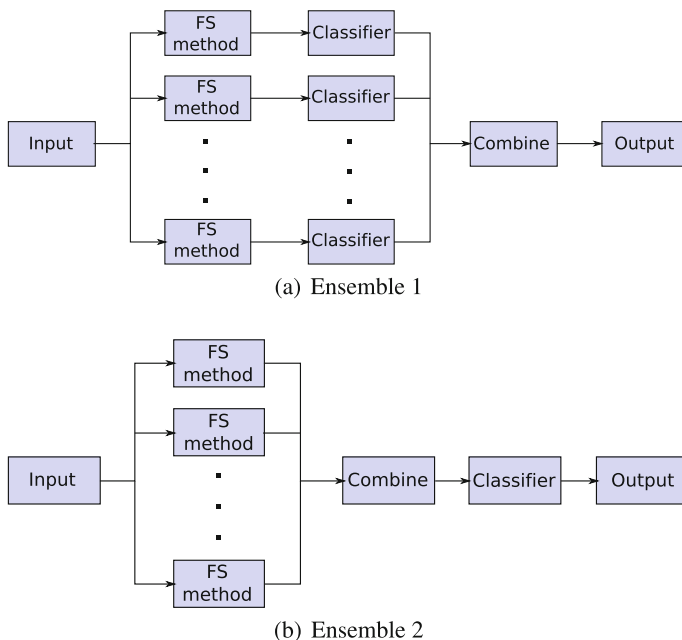 FS
method
Classifier
FS
method
Classifier
Input
Combine
Output
FS
method
Classifier
(a) Ensemble 1
FS
method
FS
method
Input
Combine
Classifier
Output
FS
method
(b) Ensemble 2